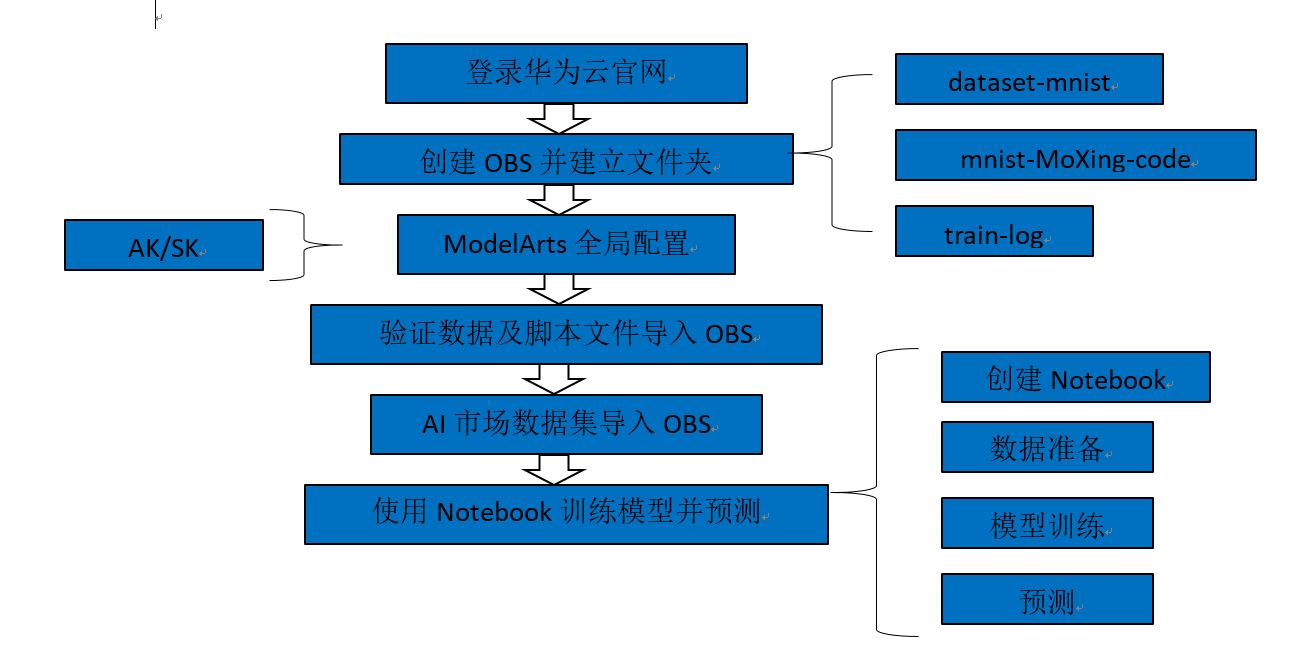 登录华为云官网
创建 OBS 并建立文件夹
dataset-mnist
mnist-MoXing-code
train-log
AK/SK
ModelArts 全局配置
验证数据及脚本文件导入 OBS
AI 市场数据集导入 OBS
使用 Notebook 训练模型并预测
创建 Notebook
数据准备
模型训练
预测